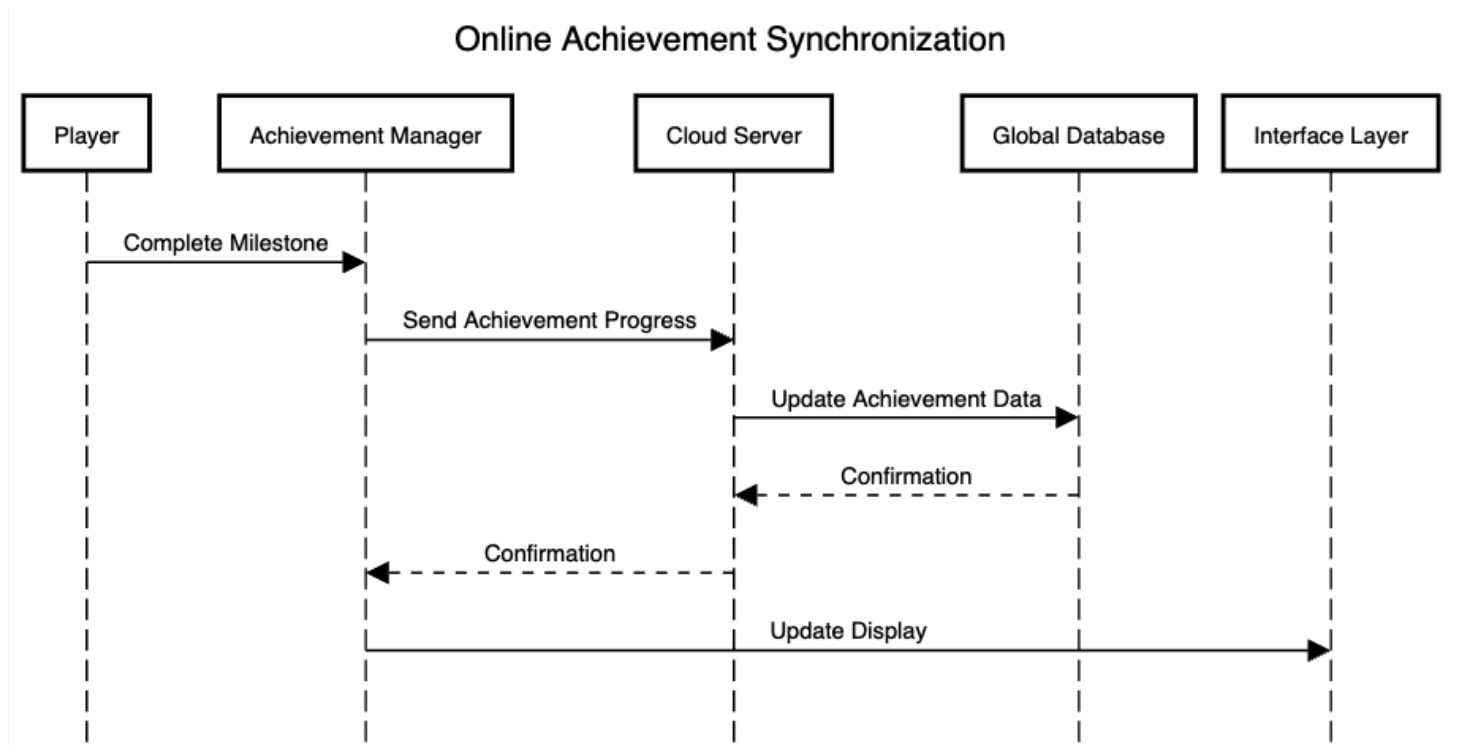 Online Achievement Synchronization
Player
Achievement Manager
Cloud Server
Global Database
Interface Layer
Complete Milestone
Send Achievement Progress
Update Achievement Data
Confirmation
Confirmation
Update Display